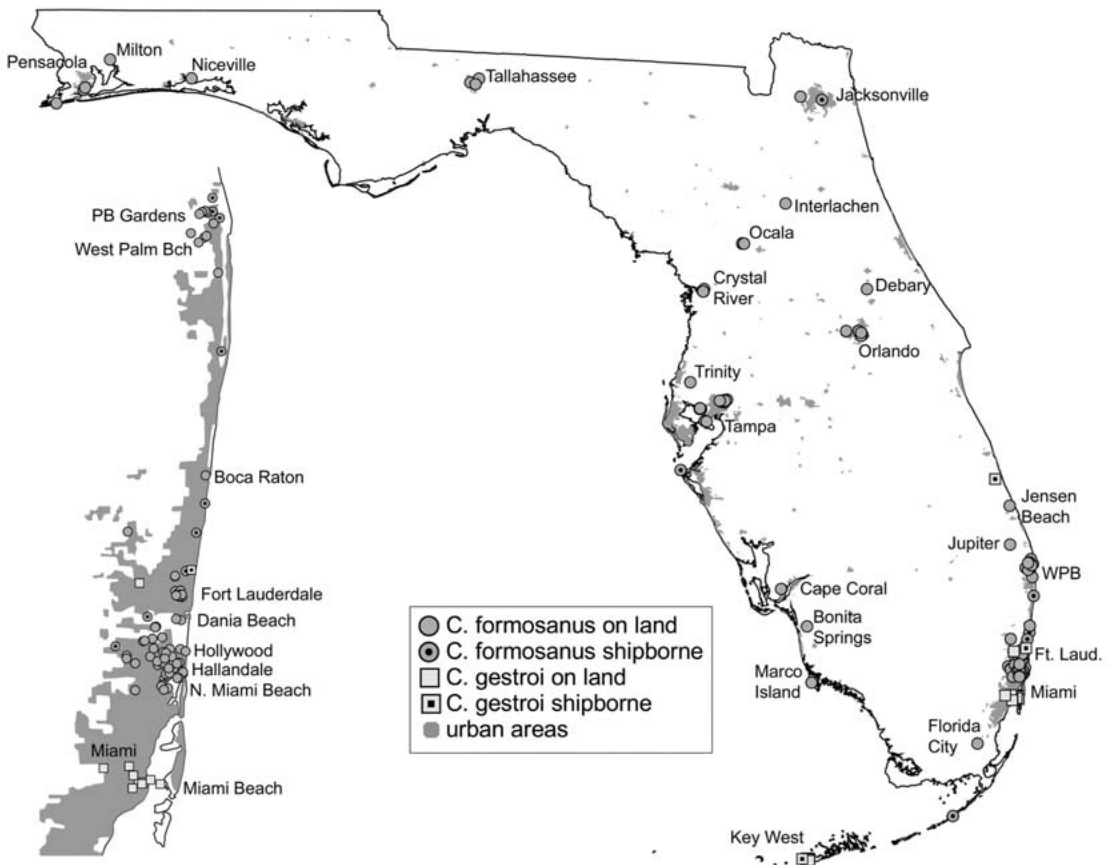 Milton
Pensacola
Niceville
Tallahassee
Jacksonville
Interlachen
Ocala
Crystal
River
Debary
Orlando
Trinity
Tampa
Jensen
Beach
Jupiter
WPB
Cape Coral
Bonita
Springs
Ft. Laud.
Marco
Island
Miami
Florida
City
Key West
PB Gardens
West Palm Bch
Boca Raton
Fort Lauderdale
Dania Beach
Hollywood
Hallandale
N. Miami Beach
Miami
Miami Beach
C. formosanus on land
C. formosanus shipborne
C. gestroi on land
C. gestroi shipborne
urban areas